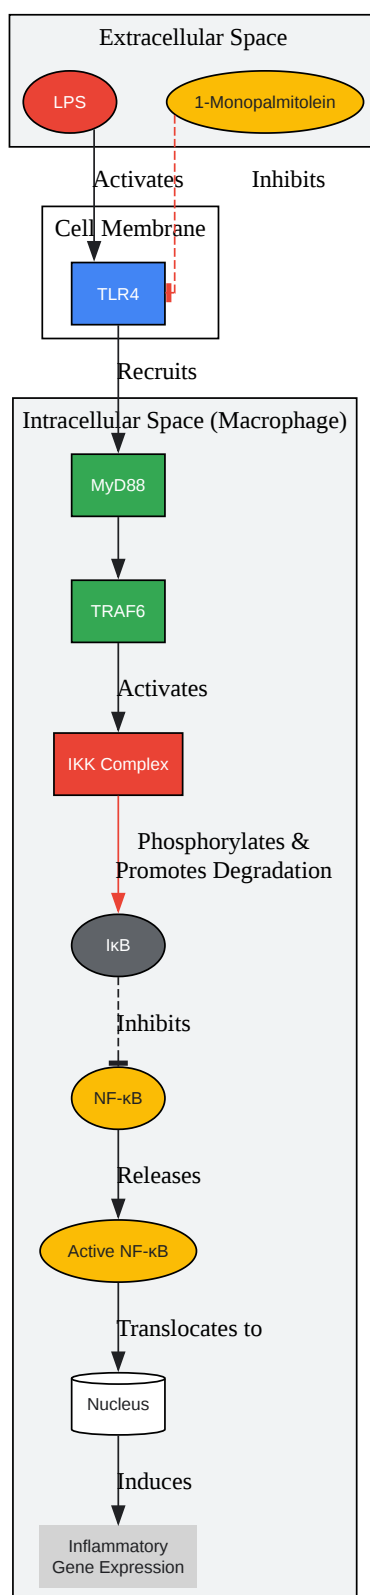 Extracellular Space
LPS
1-Monopalmitolein
Activates
Inhibits
Cell Membrane
TLR4
Recruits
Intracellular Space (Macrophage)
MyD88
TRAF6
Activates
IKK Complex
Phosphorylates &
Promotes Degradation
IκB
Inhibits
NF-κB
Releases
Active NF-κB
Translocates to
Nucleus
Induces
Inflammatory
Gene Expression